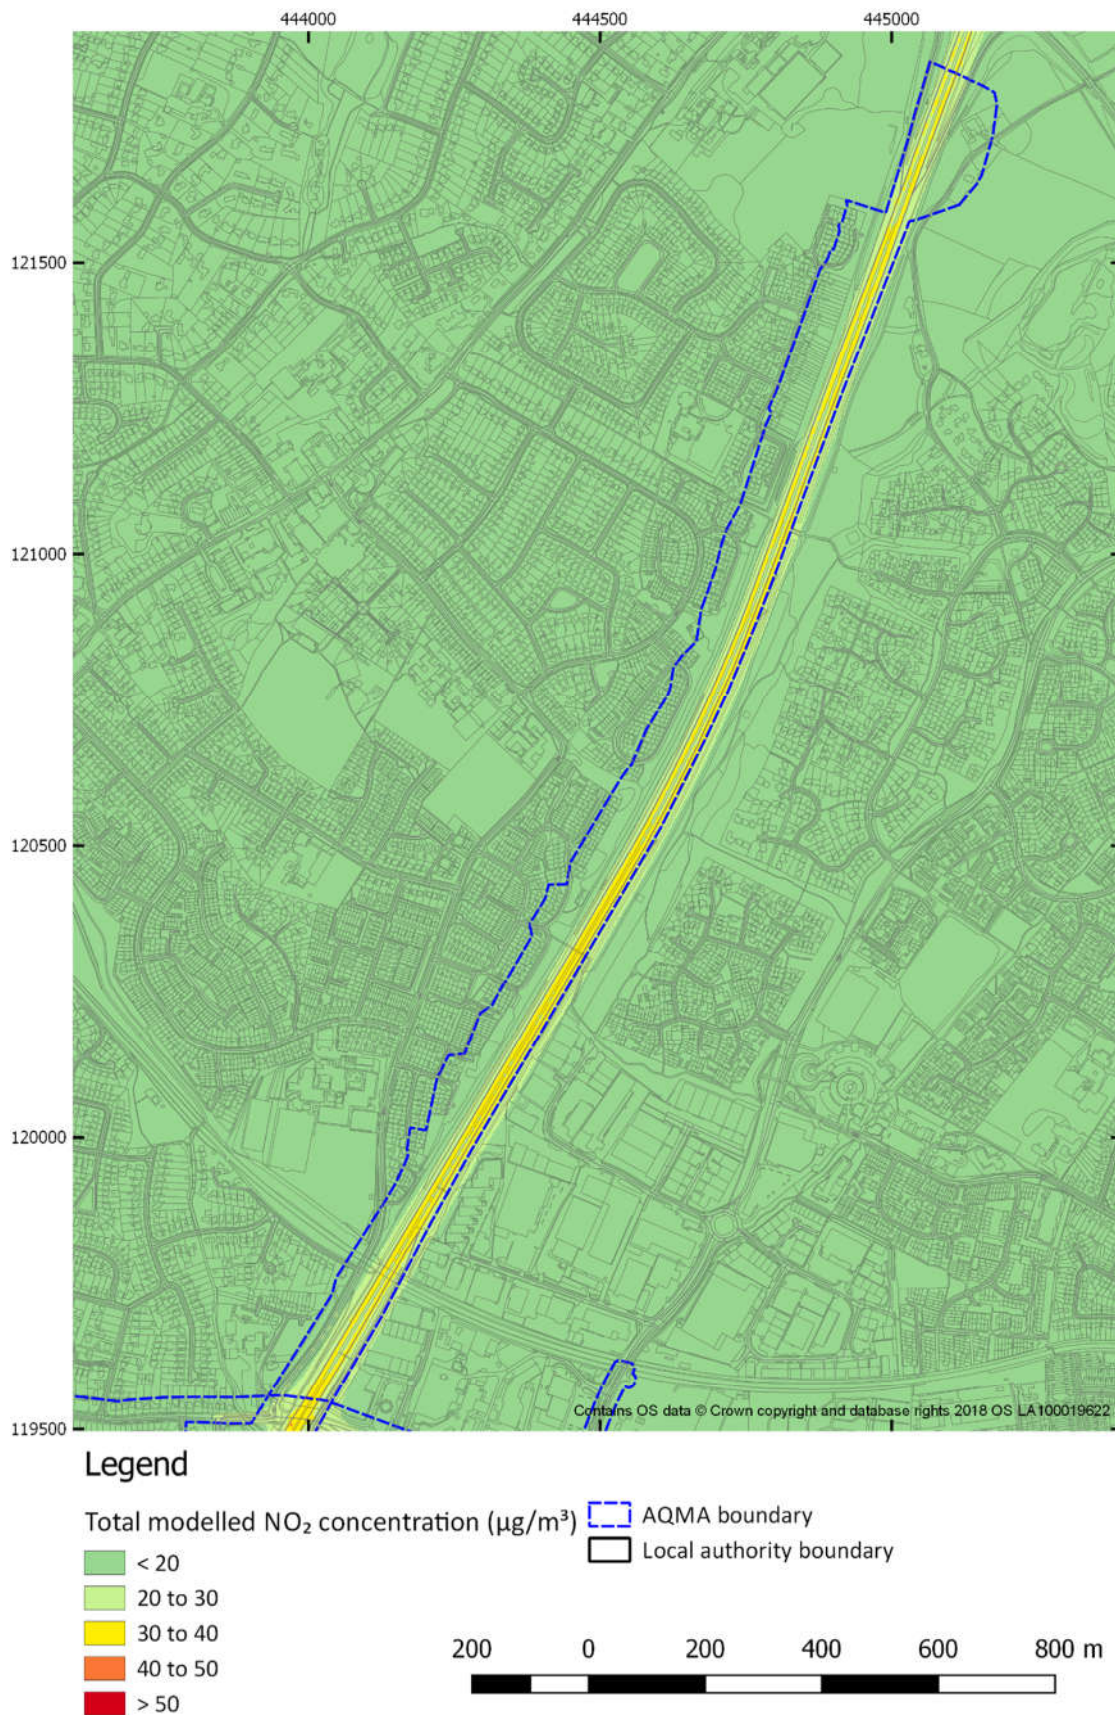 444000 444500 445000
121500
121000
120500
120000
119500
Contains OS data © Crown copyright and database rights 2018 OS LA100019622
Legend
Total modelled NO₂ concentration (µg/m³)
< 20
20 to 30
30 to 40
40 to 50
> 50
AQMA boundary
Local authority boundary
200 0 200 400 600 800 m